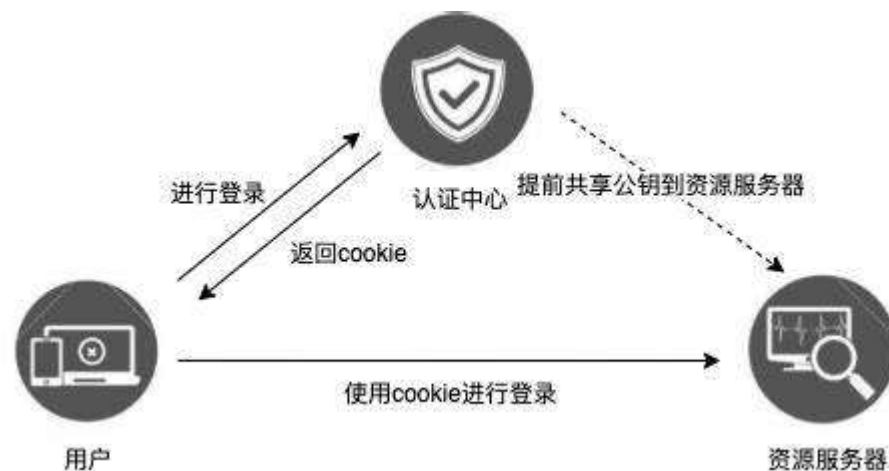 进行登录
认证中心
提前共享公钥到资源服务器
返回cookie
使用cookie进行登录
用户
资源服务器